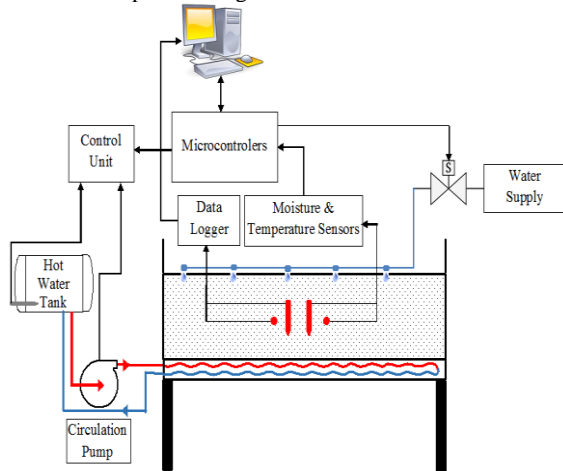 Control
Unit
Microcontrolers
S
Water
Supply
Data
Logger
Moisture &
Temperature Sensors
Hot
Water
Tank
Circulation
Pump